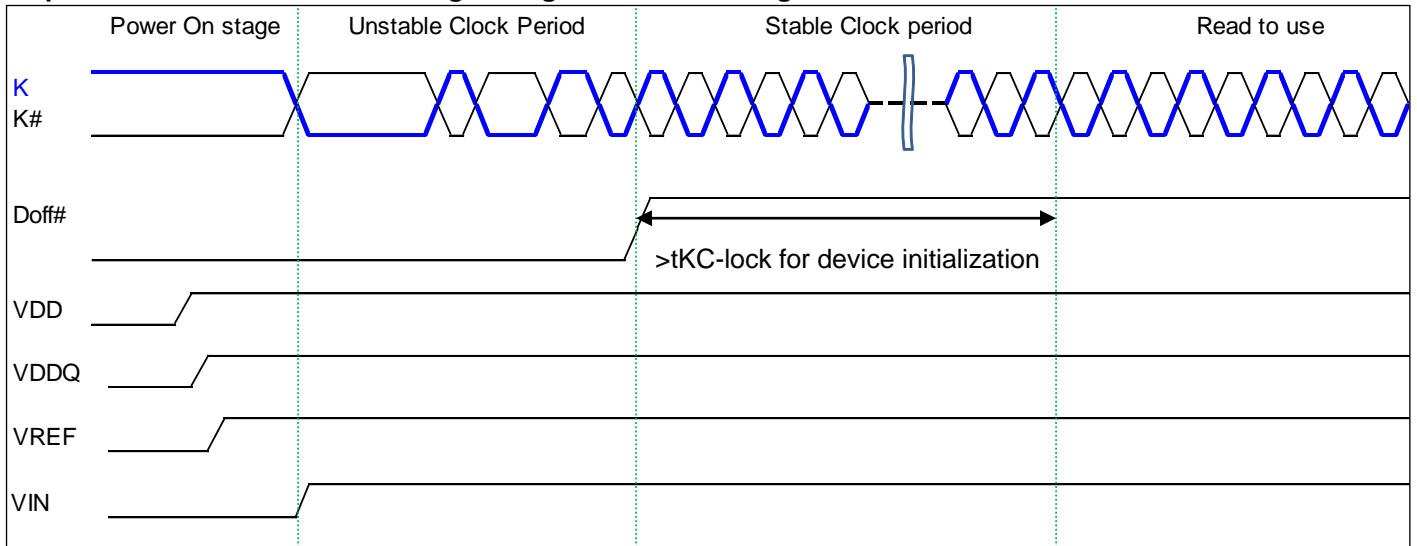 Power On stage
Unstable Clock Period
Stable Clock period
Read to use
K
K#
Doff#
>tKC-lock for device initialization
VDD
VDDQ
VREF
VIN